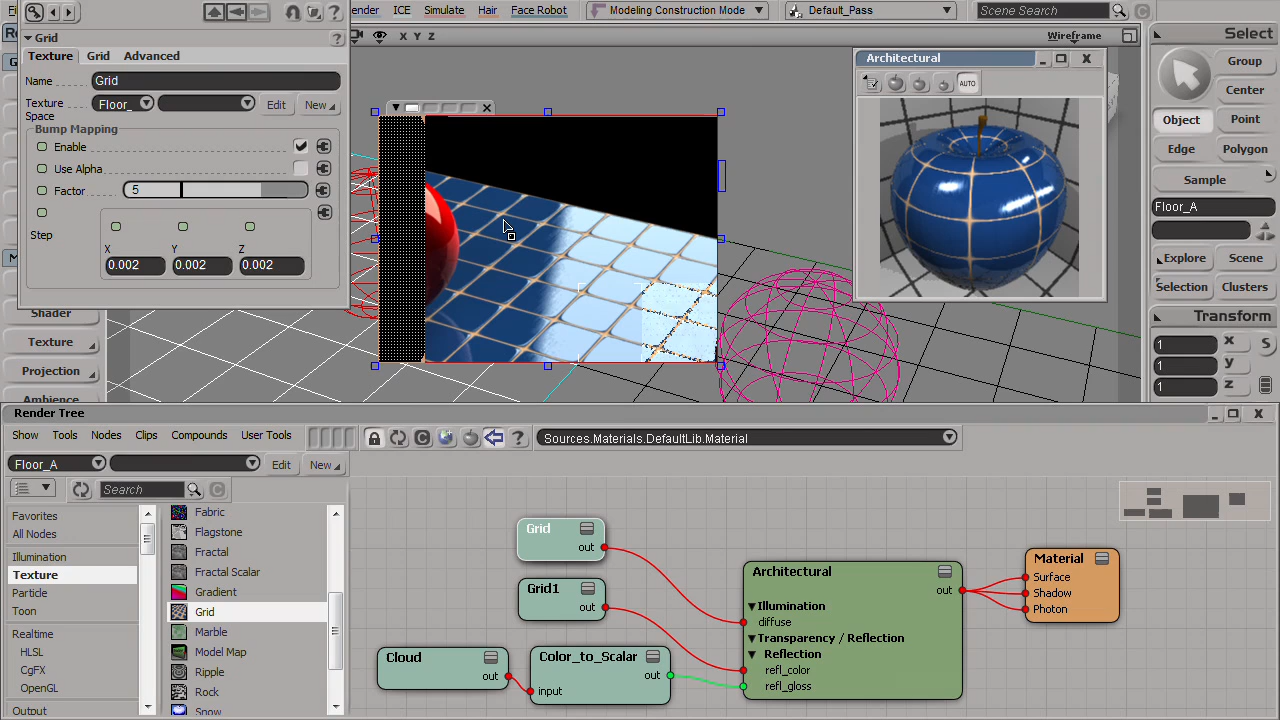 ender ICE Simulate Hair Face Robot Modeling Construction Mode Default_Pass Scene Search
X Y Z Wireframe
Grid
Texture Grid Advanced
Name Grid
Texture Space Floor_ Edit New
Bump Mapping
Enable
Use Alpha
Factor 5
Step
X Y Z
0.002 0.002 0.002
Architectural
AUTO
Select
Group
Center
Object Point
Edge Polygon
Sample
Floor_A
Explore Scene
Selection Clusters
Transform
1 x S
1 y
1 z
Shader
Texture
Projection
Ambience
Render Tree
Show Tools Nodes Clips Compounds User Tools
Sources.Materials.DefaultLib.Material
Floor_A Edit New
Search
Favorites
All Nodes
Illumination
Texture
Particle
Toon
Realtime
HLSL
CgFX
OpenGL
Output
Fabric
Flagstone
Fractal
Fractal Scalar
Gradient
Grid
Marble
Model Map
Ripple
Rock
Snow
Grid
out
Grid1
out
Cloud
out
Color_to_Scalar
out
input
Architectural
out
Illumination
diffuse
Transparency / Reflection
Reflection
refl_color
refl_gloss
Material
Surface
Shadow
Photon